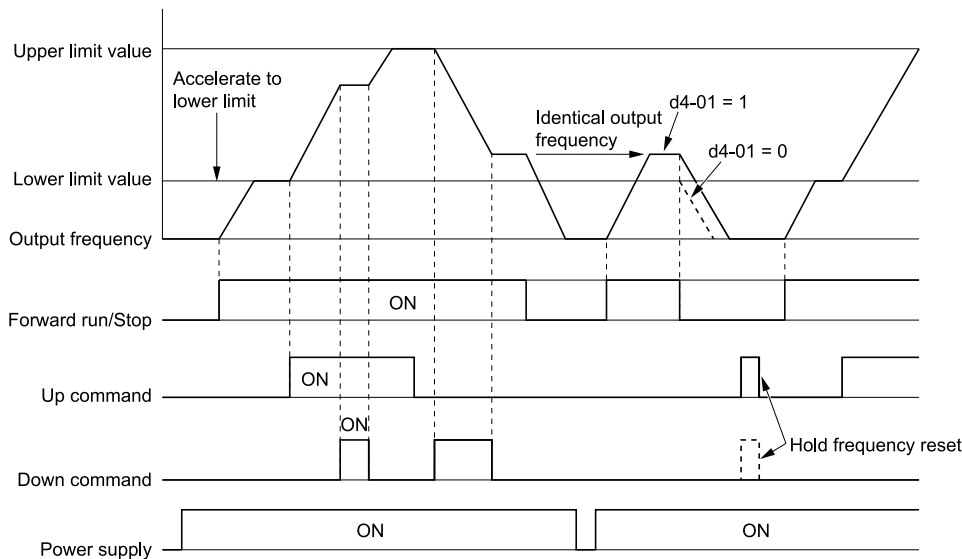 Upper limit value
Accelerate to
lower limit
d4-01 = 1
Identical output
frequency
d4-01 = 0
Lower limit value
Output frequency
ON
Forward run/Stop
ON
Up command
ON
Hold frequency reset
Down command
ON
ON
Power supply